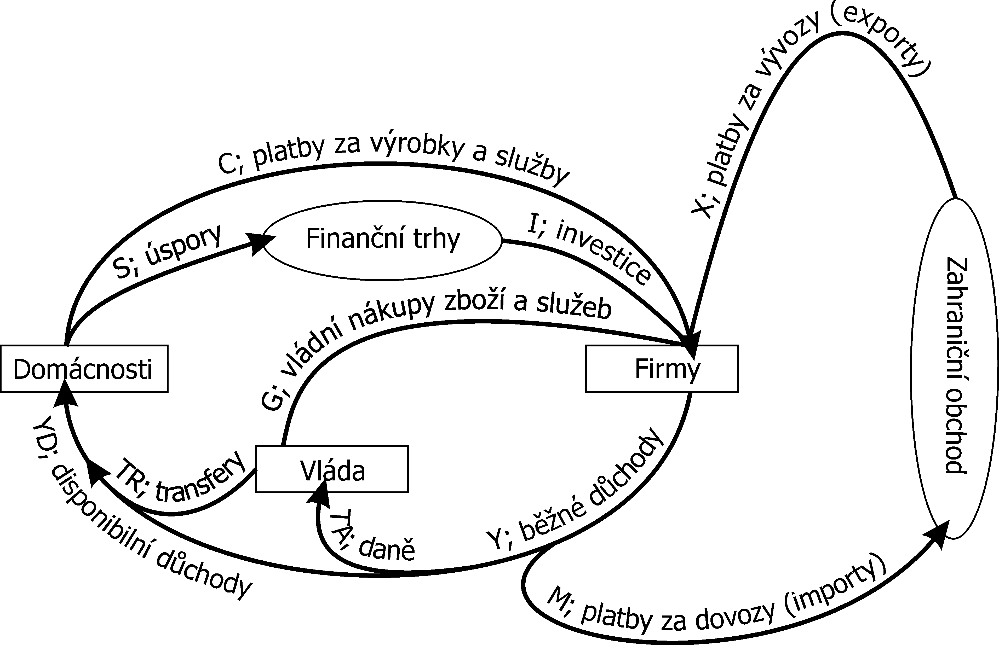 X; platby za vývozy (exporty)
C; platby za výrobky a služby
S; úspory
Finanční trhy
I; investice
G; vládní nákupy zboží a služeb
Domácnosti
Firmy
Zahraniční obchod
YD; disponibilní důchody
TR; transfery
Vláda
TA; daně
Y; běžné důchody
M; platby za dovozy (importy)